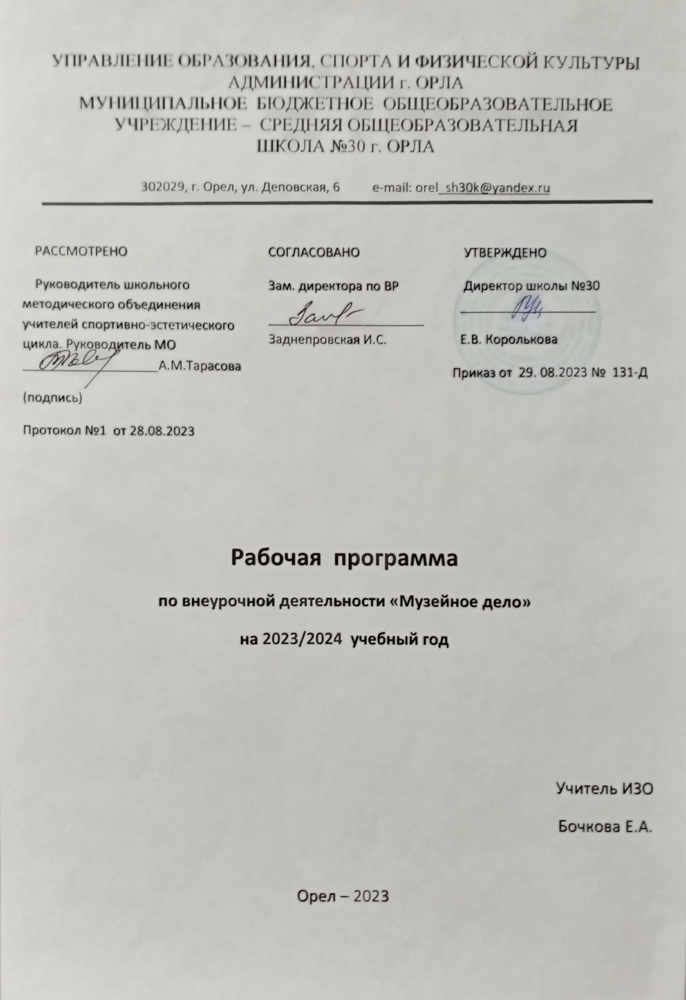 УПРАВЛЕНИЕ ОБРАЗОВАНИЯ, СПОРТА И ФИЗИЧЕСКОЙ КУЛЬТУРЫ
АДМИНИСТРАЦИИ г. ОРЛА
МУНИЦИПАЛЬНОЕ БЮДЖЕТНОЕ ОБЩЕОБРАЗОВАТЕЛЬНОЕ
УЧРЕЖДЕНИЕ – СРЕДНЯЯ ОБЩЕОБРАЗОВАТЕЛЬНАЯ
ШКОЛА №30 г. ОРЛА
302029, г. Орел, ул. Деповская, 6 e-mail: orel_sh30k@yandex.ru
РАССМОТРЕНО
Руководитель школьного
методического объединения
учителей спортивно-эстетического
цикла. Руководитель МО
А.М.Тарасова
(подпись)
Протокол №1 от 28.08.2023
СОГЛАСОВАНО
Зам. директора по ВР
Заднепровская И.С.
УТВЕРЖДЕНО
Директор школы №30
Е.В. Королькова
Приказ от 29. 08.2023 № 131-Д
Рабочая программа
по внеурочной деятельности «Музейное дело»
на 2023/2024 учебный год
Учитель ИЗО
Бочкова Е.А.
Орел – 2023